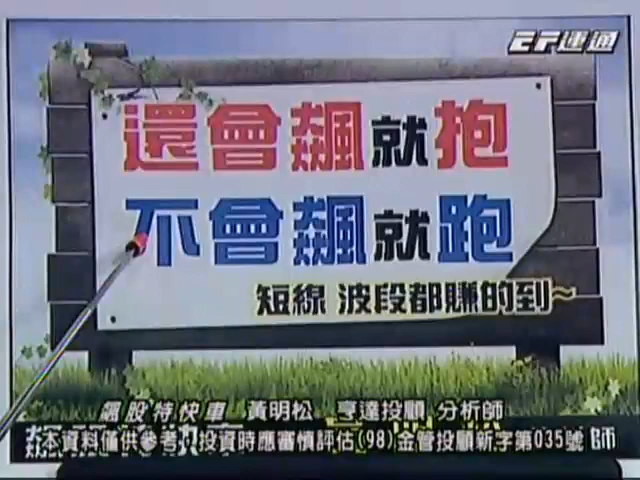 EF運通
還會飆就抱
不會飆就跑
短線 波段都賺的到~
飆股特快車 黃明松 亨達投顧 分析師
本資料僅供參考，投資時應審慎評估(98)金管投顧新字第035號
師